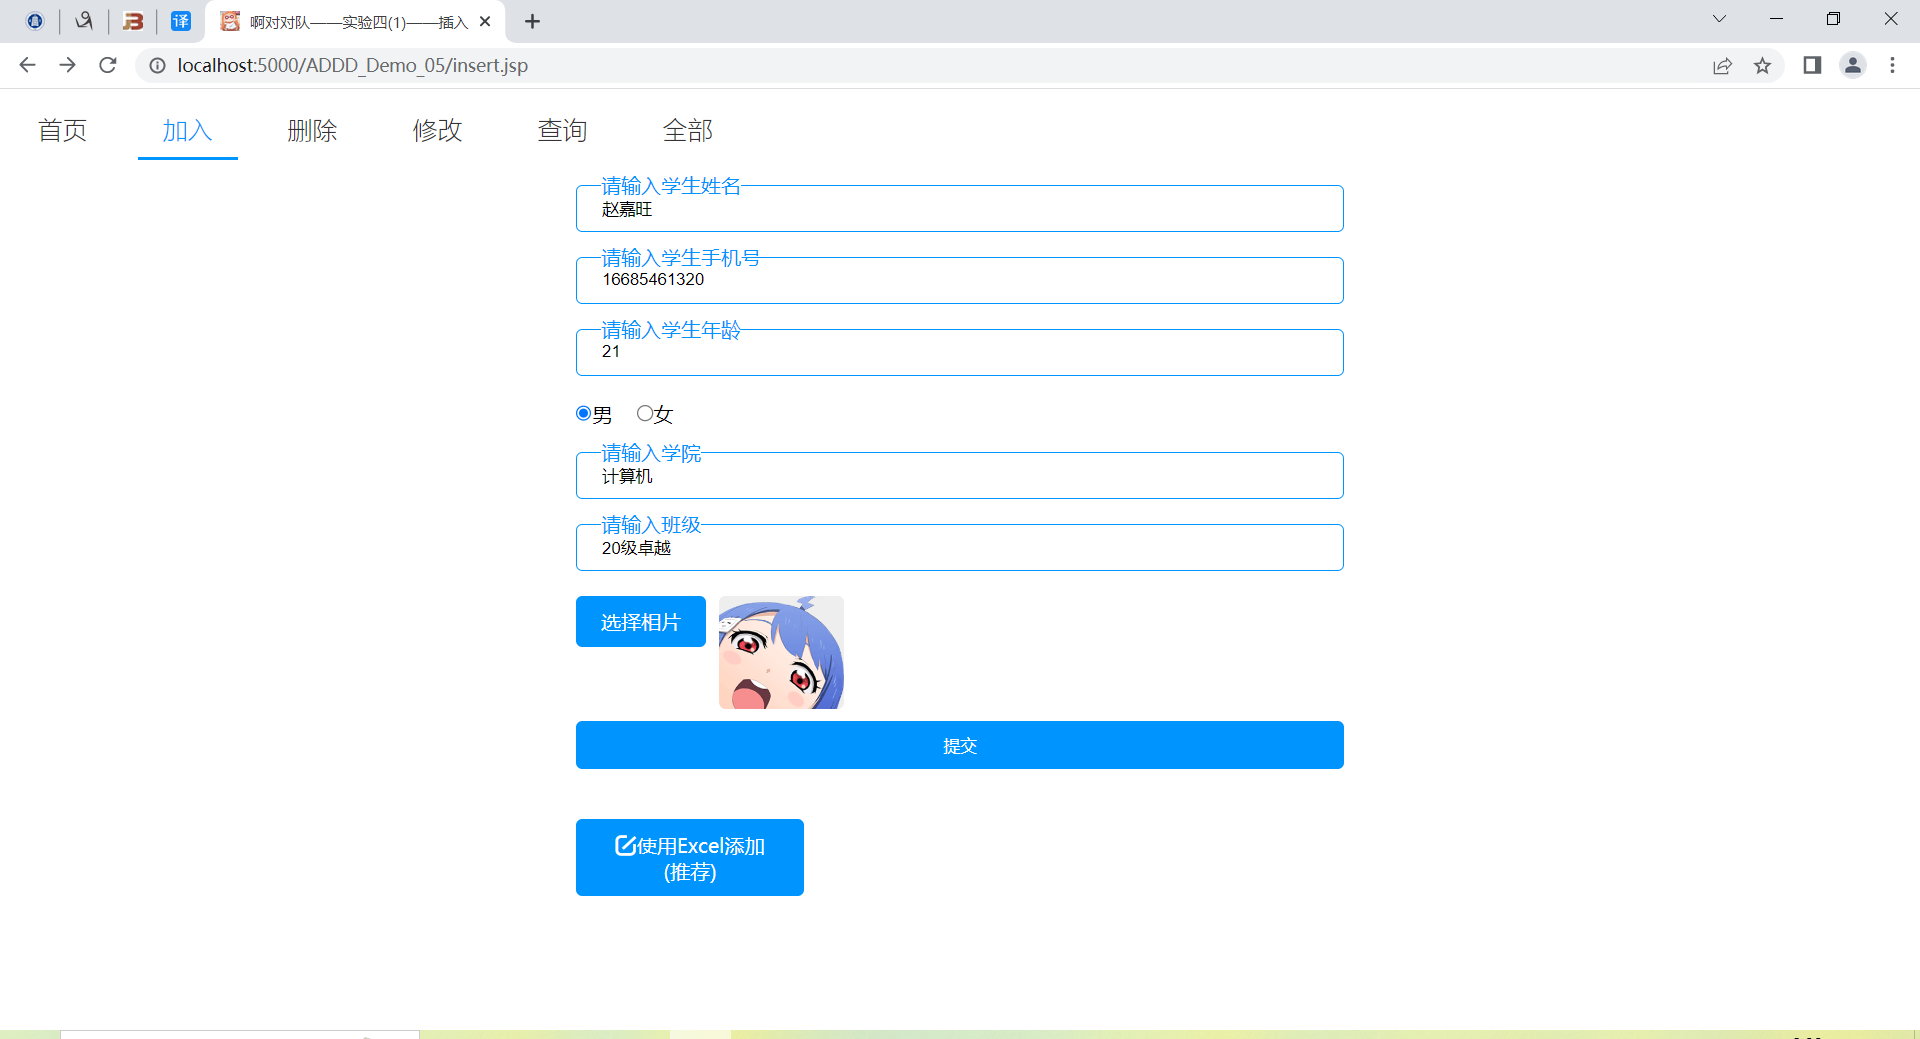 译
啊对对队——实验四(1)——插入
localhost:5000/ADDD_Demo_05/insert.jsp
首页 加入 删除 修改 查询 全部
请输入学生姓名
赵嘉旺
请输入学生手机号
16685461320
请输入学生年龄
21
男 女
请输入学院
计算机
请输入班级
20级卓越
选择相片
提交
使用Excel添加
(推荐)